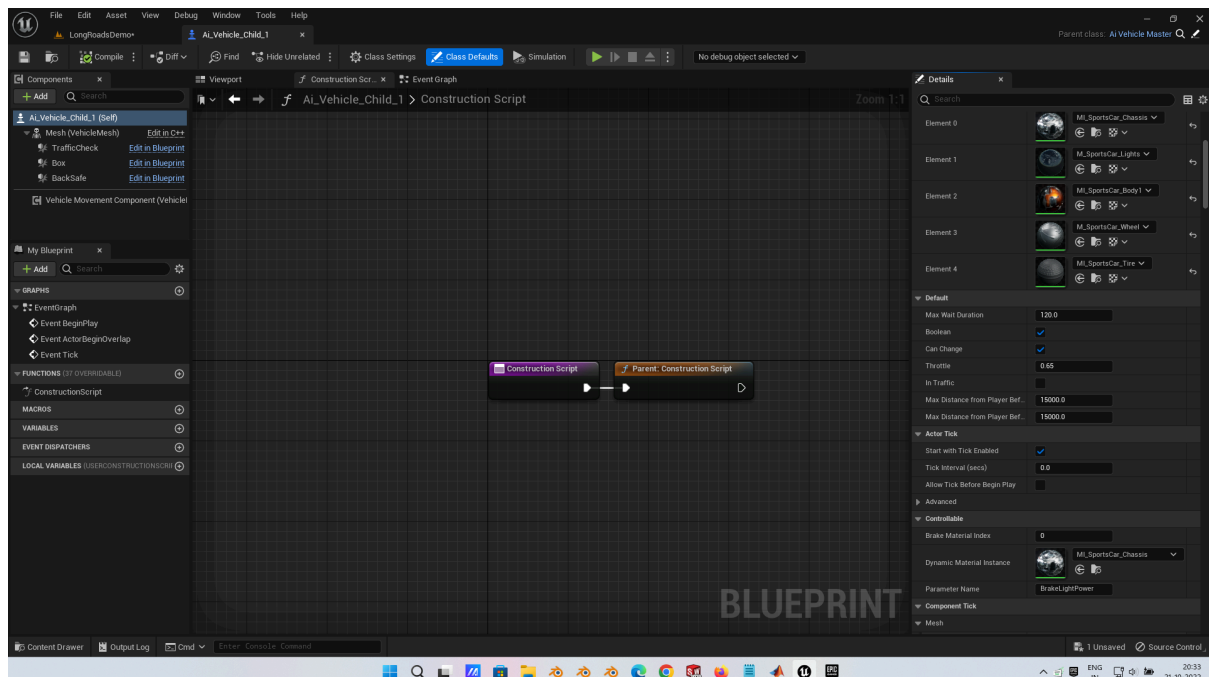 File Edit Asset View Debug Window Tools Help
LongRoadsDemo*
Ai_Vehicle_Child_1
Parent class: Ai Vehicle Master
Compile
Diff
Find
Hide Unrelated
Class Settings
Class Defaults
Simulation
No debug object selected
Components
Viewport
Construction Scr...
Event Graph
Details
Add
Search
Ai_Vehicle_Child_1 > Construction Script
Zoom 1:1
Search
Ai_Vehicle_Child_1 (Self)
Mesh (VehicleMesh) Edit in C++
TrafficCheck Edit in Blueprint
Box Edit in Blueprint
BackSafe Edit in Blueprint
Vehicle Movement Component (Vehicle
My Blueprint
Add
Search
GRAPHS
EventGraph
Event BeginPlay
Event ActorBeginOverlap
Event Tick
FUNCTIONS (37 OVERRIDABLE)
ConstructionScript
MACROS
VARIABLES
EVENT DISPATCHERS
LOCAL VARIABLES (USERCONSTRUCTIONSCRI
Construction Script
Parent: Construction Script
BLUEPRINT
Element 0 MI_SportsCar_Chassis
Element 1 M_SportsCar_Lights
Element 2 MI_SportsCar_Body1
Element 3 M_SportsCar_Wheel
Element 4 MI_SportsCar_Tire
Default
Max Wait Duration 120.0
Boolean
Can Change
Throttle 0.65
In Traffic
Max Distance from Player Bef... 15000.0
Max Distance from Player Bef... 15000.0
Actor Tick
Start with Tick Enabled
Tick Interval (secs) 0.0
Allow Tick Before Begin Play
Advanced
Controllable
Brake Material Index 0
Dynamic Material Instance MI_SportsCar_Chassis
Parameter Name BrakeLightPower
Component Tick
Mesh
Content Drawer
Output Log
Cmd
Enter Console Command
1 Unsaved
Source Control
ENG
IN
20:33
21-10-2022